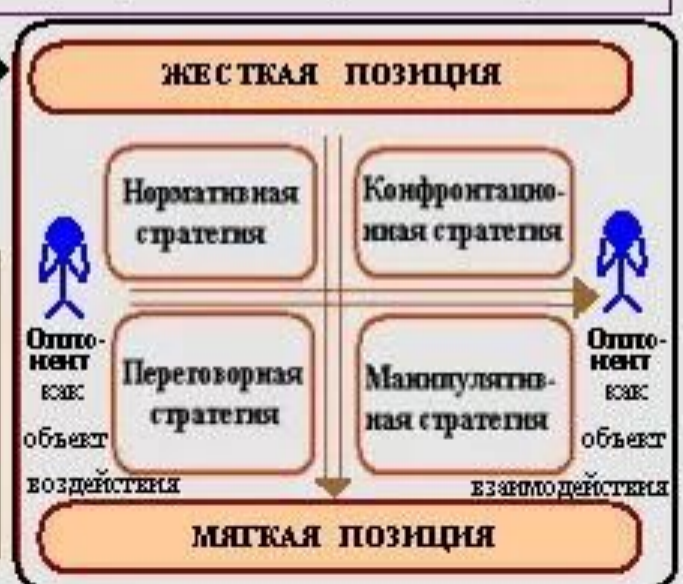 ЖЕСТКАЯ ПОЗИЦИЯ
Нормативная
стратегия
Конфронтацио-
нная стратегия
Оппо-
нент
как
объект
воздействия
Переговорная
стратегия
Манипулятив-
ная стратегия
Оппо-
нент
как
объект
взаимодействия
МЯГКАЯ ПОЗИЦИЯ